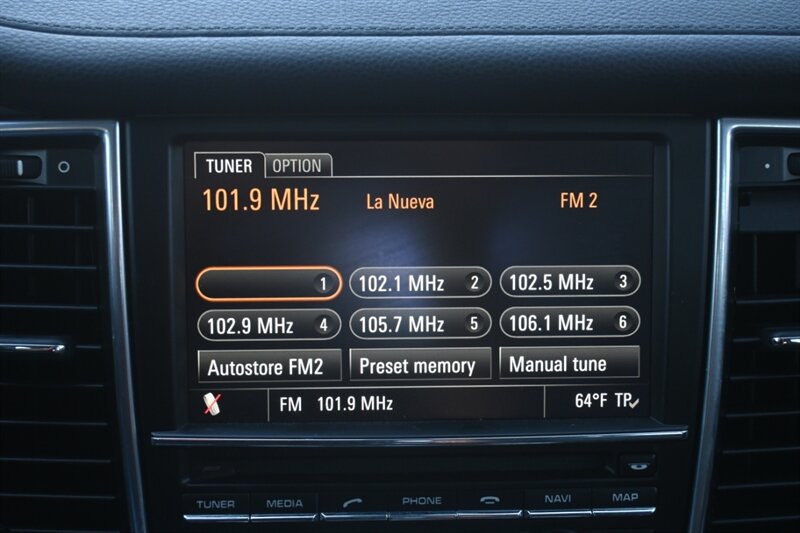 TUNER OPTION
101.9 MHz La Nueva FM 2
1 102.1 MHz 2 102.5 MHz 3
102.9 MHz 4 105.7 MHz 5 106.1 MHz 6
Autostore FM2 Preset memory Manual tune
FM 101.9 MHz 64°F TP
TUNER MEDIA PHONE NAVI MAP